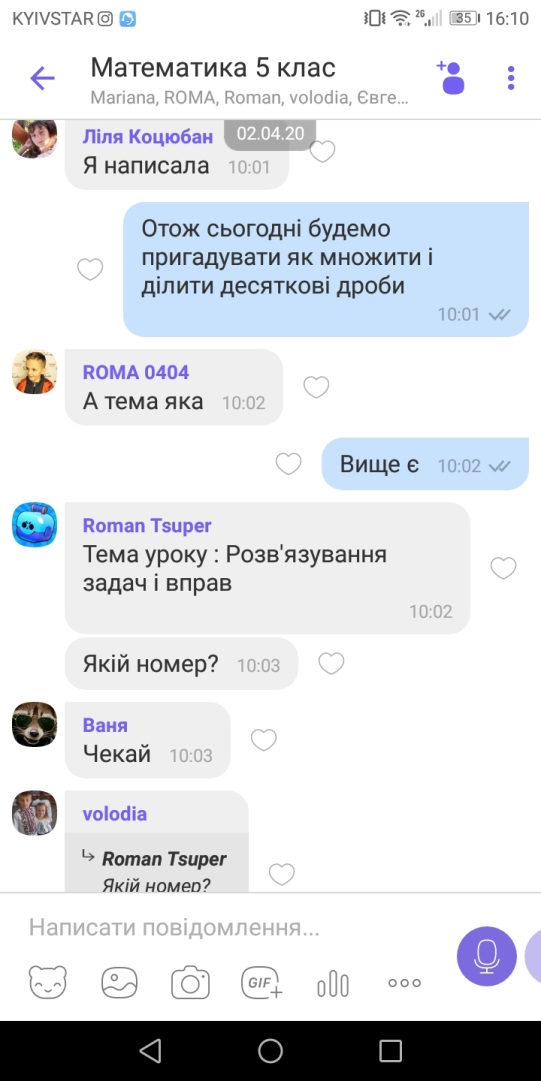 KYIVSTAR 2G 35 16:10
Математика 5 клас
Mariana, ROMA, Roman, volodia, Євге...
02.04.20
Ліля Коцюбан
Я написала 10:01
Отож сьогодні будемо
пригадувати як множити і
ділити десяткові дроби
10:01
ROMA 0404
А тема яка 10:02
Вище є 10:02
Roman Tsuper
Тема уроку : Розв'язування
задач і вправ
10:02
Якій номер? 10:03
Ваня
Чекай 10:03
volodia
Roman Tsuper
Якій номер?
Написати повідомлення...
GIF